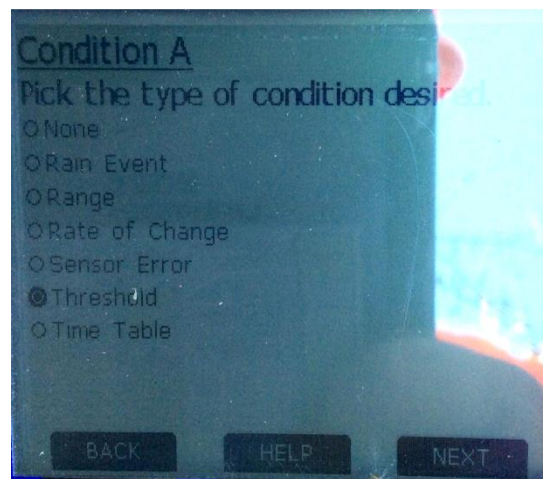 Condition A
Pick the type of condition desired.
None
Rain Event
Range
Rate of Change
Sensor Error
Threshold
Time Table
BACK HELP NEXT